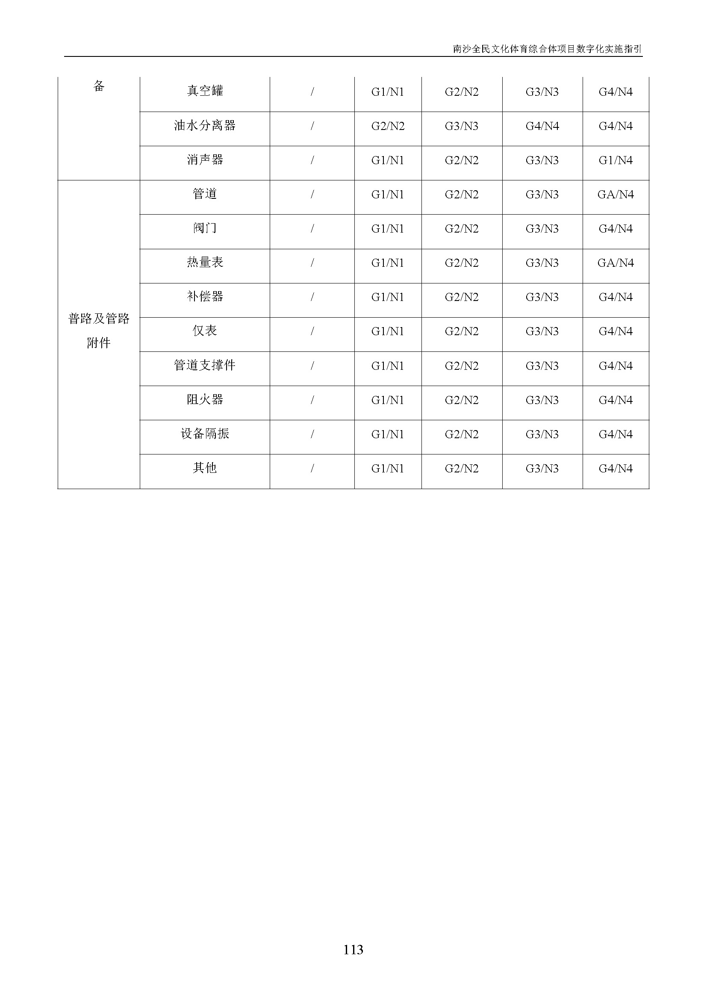 南沙全民文化体育综合体项目数字化实施指引
备
真空罐 / G1/N1 G2/N2 G3/N3 G4/N4
油水分离器 / G2/N2 G3/N3 G4/N4 G4/N4
消声器 / G1/N1 G2/N2 G3/N3 G1/N4
普路及管路
附件
管道 / G1/N1 G2/N2 G3/N3 GA/N4
阀门 / G1/N1 G2/N2 G3/N3 G4/N4
热量表 / G1/N1 G2/N2 G3/N3 GA/N4
补偿器 / G1/N1 G2/N2 G3/N3 G4/N4
仪表 / G1/N1 G2/N2 G3/N3 G4/N4
管道支撑件 / G1/N1 G2/N2 G3/N3 G4/N4
阻火器 / G1/N1 G2/N2 G3/N3 G4/N4
设备隔振 / G1/N1 G2/N2 G3/N3 G4/N4
其他 / G1/N1 G2/N2 G3/N3 G4/N4
113